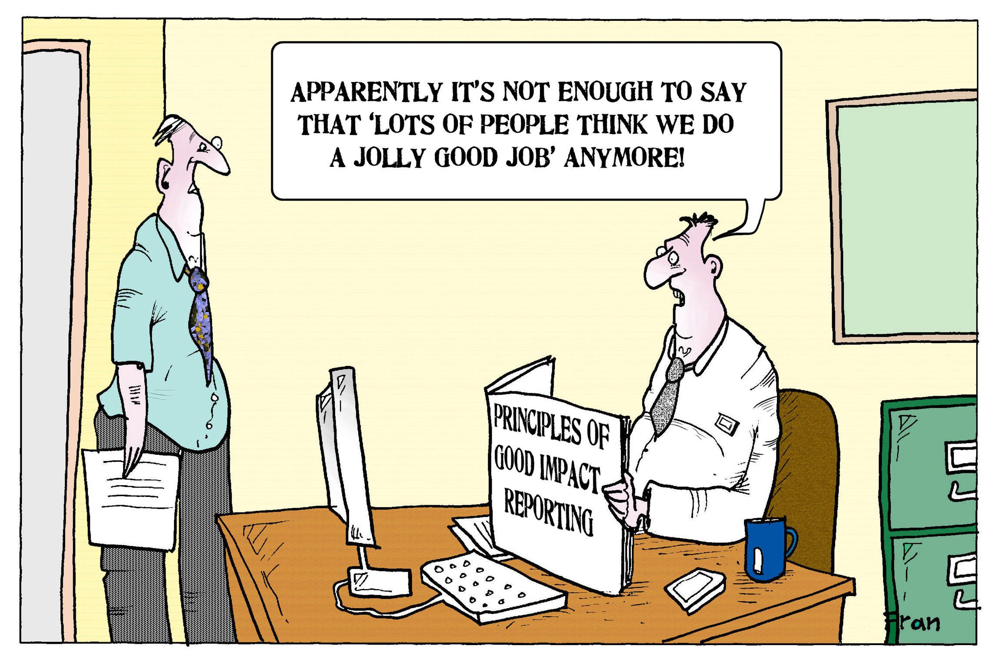 APPARENTLY IT'S NOT ENOUGH TO SAY
THAT ‘LOTS OF PEOPLE THINK WE DO
A JOLLY GOOD JOB’ ANYMORE!
PRINCIPLES OF
GOOD IMPACT
REPORTING
Fran